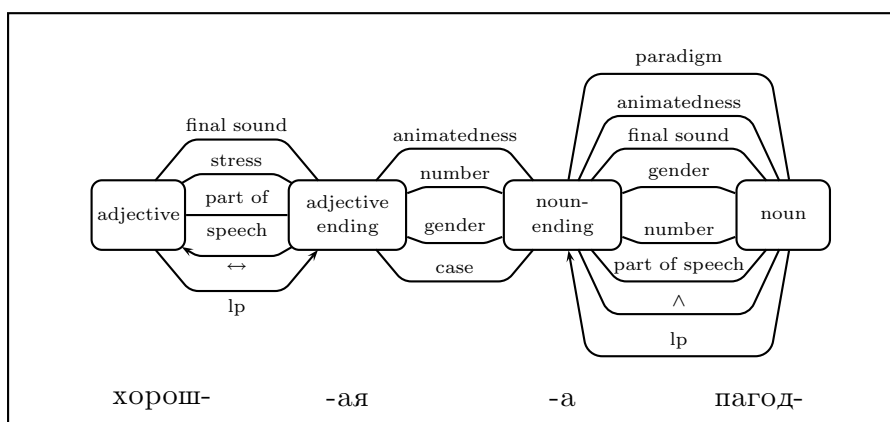 paradigm
final sound
stress
part of
speech
↔
lp
animatedness
number
gender
case
animatedness
final sound
gender
number
part of speech
∧
lp
adjective
adjective
ending
noun-
ending
noun
хорош-
-ая
-а
пагод-